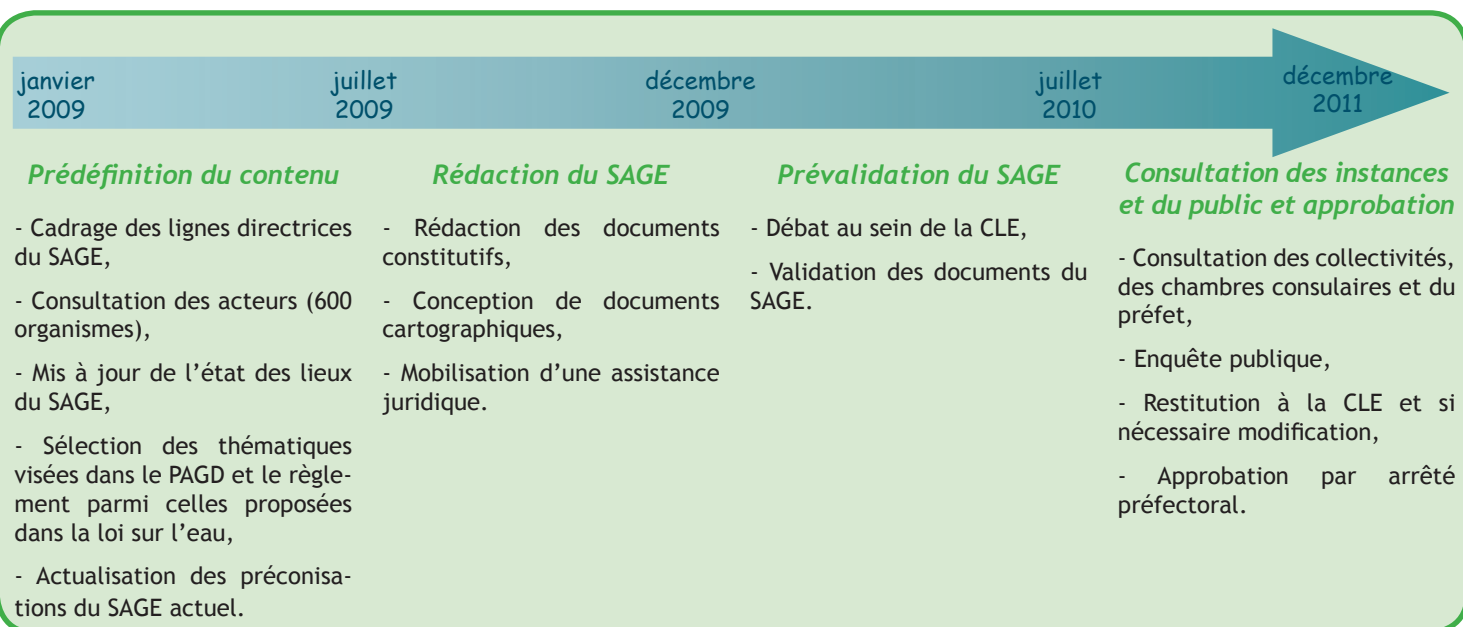 janvier
2009
juillet
2009
décembre
2009
juillet
2010
décembre
2011
Prédéfinition du contenu
- Cadrage des lignes directrices
du SAGE,
- Consultation des acteurs (600
organismes),
- Mis à jour de l’état des lieux
du SAGE,
- Sélection des thématiques
visées dans le PAGD et le règle-
ment parmi celles proposées
dans la loi sur l’eau,
- Actualisation des préconisa-
tions du SAGE actuel.
Rédaction du SAGE
- Rédaction des documents
constitutifs,
- Conception de documents
cartographiques,
- Mobilisation d’une assistance
juridique.
Prévalidation du SAGE
- Débat au sein de la CLE,
- Validation des documents du
SAGE.
Consultation des instances
et du public et approbation
- Consultation des collectivités,
des chambres consulaires et du
préfet,
- Enquête publique,
- Restitution à la CLE et si
nécessaire modification,
- Approbation par arrêté
préfectoral.